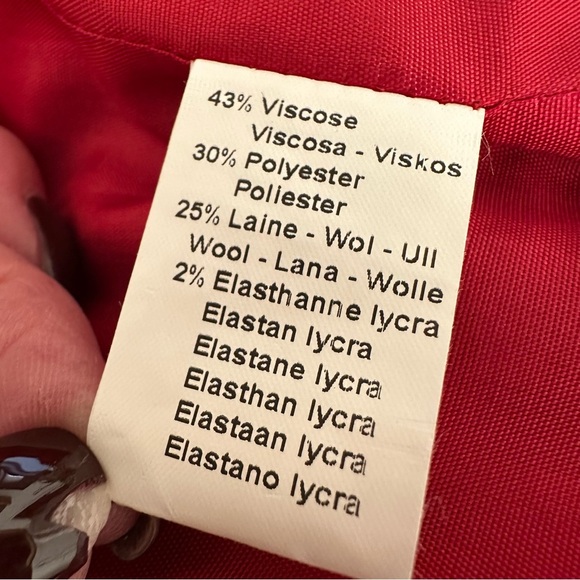 43% Viscose
Viscosa - Viskos
30% Polyester
Poliester
25% Laine - Wol - Ull
Wool - Lana - Wolle
2% Elasthanne lycra
Elastan lycra
Elastane lycra
Elasthan lycra
Elastaan lycra
Elastano lycra